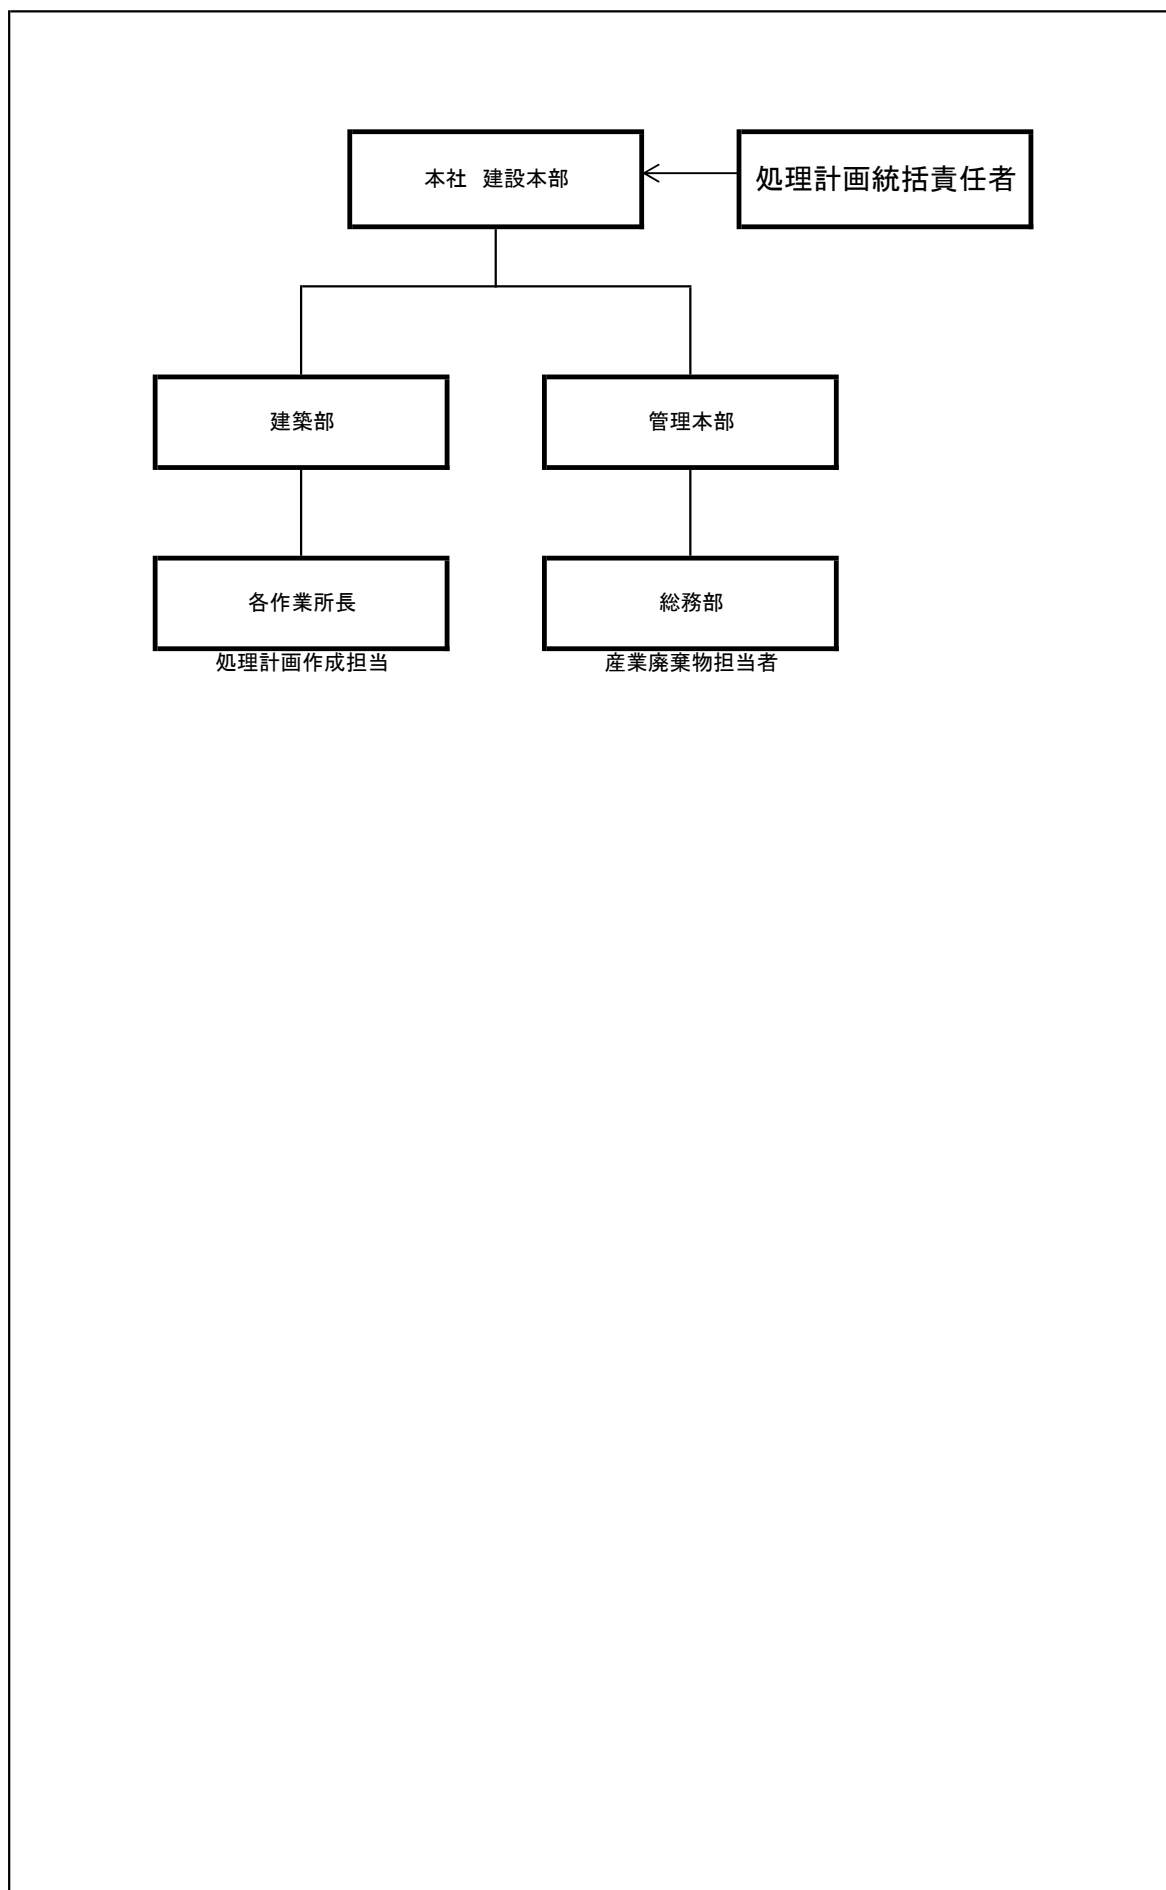 本社　建設本部
処理計画統括責任者
建築部
管理本部
各作業所長
総務部
処理計画作成担当
産業廃棄物担当者